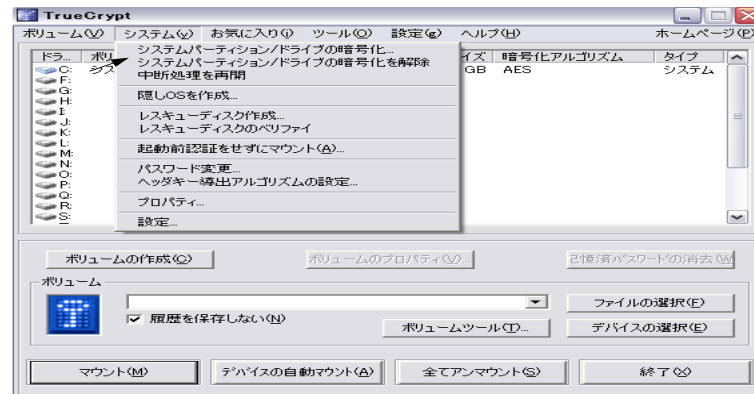 TrueCrypt
ボリューム(V) システム(v) お気に入り(i) ツール(O) 設定(g) ヘルプ(H) ホームページ(P)
ドラ... ボリ イズ 暗号化アルゴリズム タイプ
C: シス GB AES システム
F:
G:
H:
I:
J:
K:
L:
M:
N:
O:
P:
Q:
R:
S:
システムパーティション/ドライブの暗号化...
システムパーティション/ドライブの暗号化を解除
中断処理を再開
隠しOSを作成...
レスキューディスク作成...
レスキューディスクのベリファイ
起動前認証をせずにマウント(A)...
パスワード変更...
ヘッダキー導出アルゴリズムの設定...
プロパティ...
設定...
ボリュームの作成(C) ボリュームのプロパティ(V)... 記憶済パスワードの消去(W
ボリューム
ファイルの選択(F)
履歴を保存しない(N)
ボリュームツール(T)... デバイスの選択(E)
マウント(M) デバイスの自動マウント(A) 全てアンマウント(S) 終了(X)